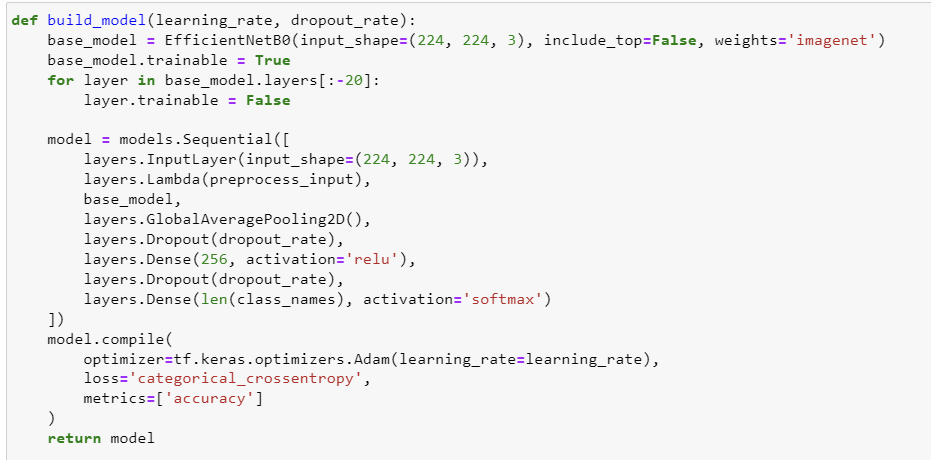 def build_model(learning_rate, dropout_rate):
    base_model = EfficientNetB0(input_shape=(224, 224, 3), include_top=False, weights='imagenet')
    base_model.trainable = True
    for layer in base_model.layers[:-20]:
        layer.trainable = False

    model = models.Sequential([
        layers.InputLayer(input_shape=(224, 224, 3)),
        layers.Lambda(preprocess_input),
        base_model,
        layers.GlobalAveragePooling2D(),
        layers.Dropout(dropout_rate),
        layers.Dense(256, activation='relu'),
        layers.Dropout(dropout_rate),
        layers.Dense(len(class_names), activation='softmax')
    ])
    model.compile(
        optimizer=tf.keras.optimizers.Adam(learning_rate=learning_rate),
        loss='categorical_crossentropy',
        metrics=['accuracy']
    )
    return model